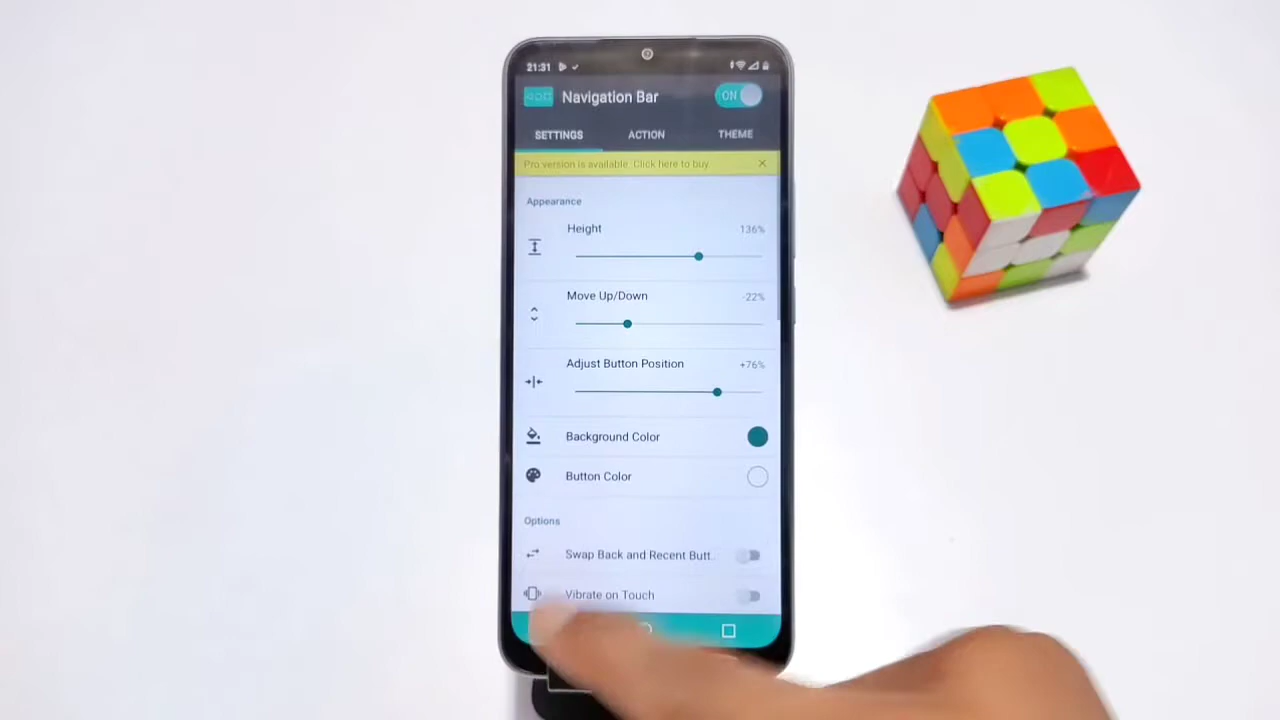 21:31
Navigation Bar
ON
SETTINGS ACTION THEME
Pro version is available. Click here to buy
Appearance
Height 136%
Move Up/Down -22%
Adjust Button Position +76%
Background Color
Button Color
Options
Swap Back and Recent Butt..
Vibrate on Touch